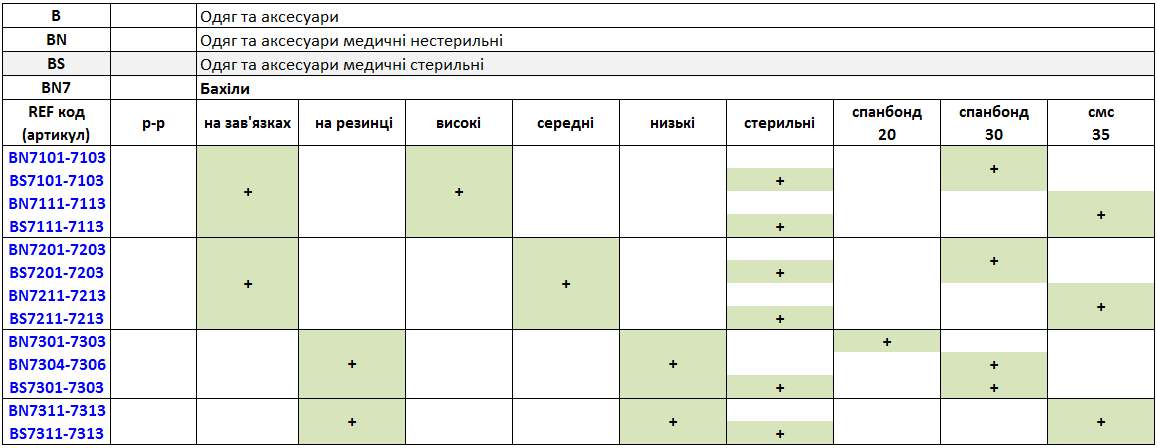 B Одяг та аксесуари
BN Одяг та аксесуари медичні нестерильні
BS Одяг та аксесуари медичні стерильні
BN7 Бахіли
REF код (артикул) р-р на зав'язках на резинці високі середні низькі стерильні спанбонд 20 спанбонд 30 смс 35
BN7101-7103 + + +
BS7101-7103 +
BN7111-7113 +
BS7111-7113 +
BN7201-7203 + + +
BS7201-7203 +
BN7211-7213 +
BS7211-7213 +
BN7301-7303 + + +
BN7304-7306 +
BS7301-7303 + +
BN7311-7313 + + +
BS7311-7313 +